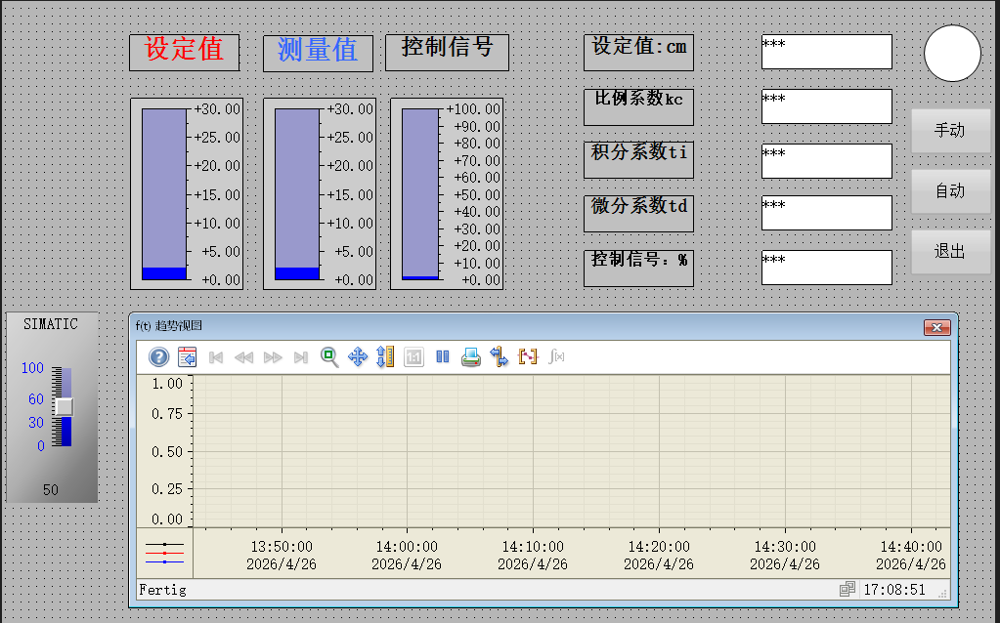 设定值
测量值
控制信号
设定值:cm
***
比例系数kc
***
积分系数ti
***
微分系数td
***
控制信号：%
***
手动
自动
退出
+30.00
+25.00
+20.00
+15.00
+10.00
+5.00
+0.00
+30.00
+25.00
+20.00
+15.00
+10.00
+5.00
+0.00
+100.00
+90.00
+80.00
+70.00
+60.00
+50.00
+40.00
+30.00
+20.00
+10.00
+0.00
SIMATIC
100
60
30
0
50
f(t) 趋势视图
1:1
f(x)
1.00
0.75
0.50
0.25
0.00
13:50:00 14:00:00 14:10:00 14:20:00 14:30:00 14:40:00
2026/4/26 2026/4/26 2026/4/26 2026/4/26 2026/4/26 2026/4/26
Fertig
17:08:51